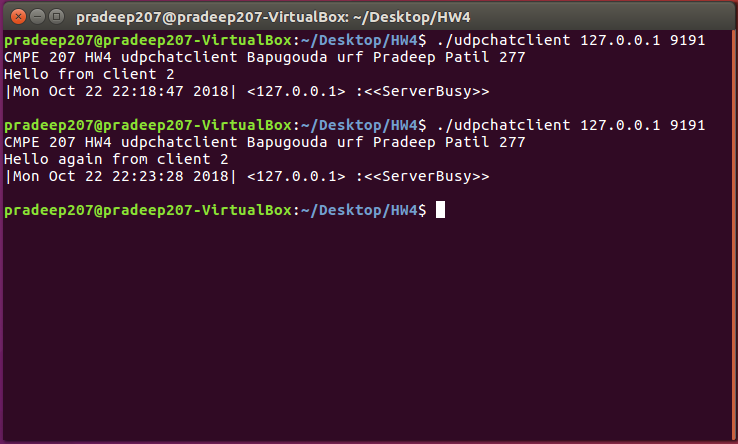 pradeep207@pradeep207-VirtualBox: ~/Desktop/HW4
pradeep207@pradeep207-VirtualBox:~/Desktop/HW4$ ./udpchatclient 127.0.0.1 9191
CMPE 207 HW4 udpchatclient Bapugouda urf Pradeep Patil 277
Hello from client 2
|Mon Oct 22 22:18:47 2018| <127.0.0.1> :<<ServerBusy>>
pradeep207@pradeep207-VirtualBox:~/Desktop/HW4$ ./udpchatclient 127.0.0.1 9191
CMPE 207 HW4 udpchatclient Bapugouda urf Pradeep Patil 277
Hello again from client 2
|Mon Oct 22 22:23:28 2018| <127.0.0.1> :<<ServerBusy>>
pradeep207@pradeep207-VirtualBox:~/Desktop/HW4$